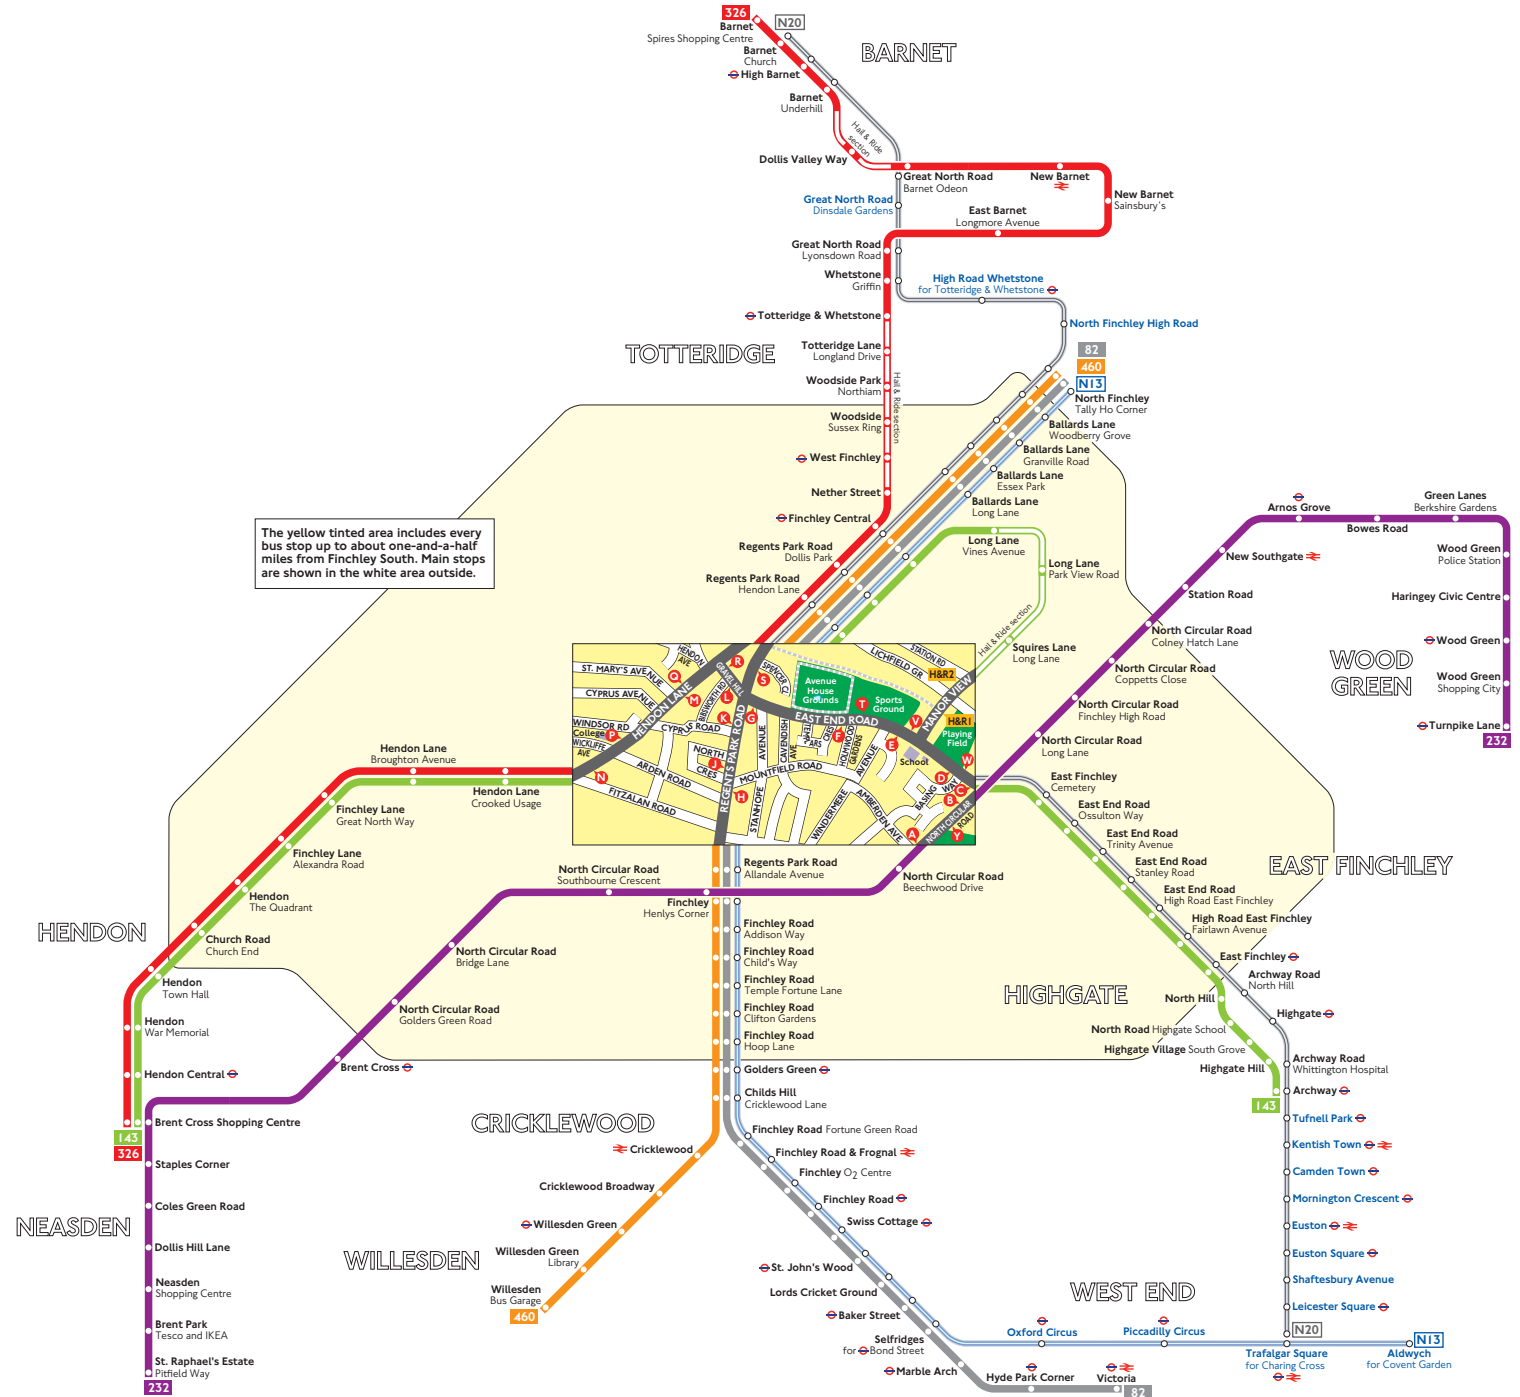 326
Barnet
Spires Shopping Centre
N20
BARNET
Barnet
Church
High Barnet
Barnet
Underhill
Hail & Ride
section
Dollis Valley Way
Great North Road
Barnet Odeon
New Barnet
New Barnet
Sainsbury's
Great North Road
Dinsdale Gardens
East Barnet
Longmore Avenue
Great North Road
Lyonsdown Road
Whetstone
Griffin
High Road Whetstone
for Totteridge & Whetstone
Totteridge & Whetstone
North Finchley High Road
TOTTERIDGE
Totteridge Lane
Longland Drive
82
460
N13
Woodside Park
Northiam
Hail & Ride section
North Finchley
Tally Ho Corner
Woodside
Sussex Ring
Ballards Lane
Woodberry Grove
West Finchley
Ballards Lane
Granville Road
Nether Street
Ballards Lane
Essex Park
Ballards Lane
Long Lane
Finchley Central
Regents Park Road
Dollis Park
Regents Park Road
Hendon Lane
The yellow tinted area includes every
bus stop up to about one-and-a-half
miles from Finchley South. Main stops
are shown in the white area outside.
Long Lane
Vines Avenue
Long Lane
Park View Road
Hail & Ride section
Squires Lane
Long Lane
Arnos Grove
Green Lanes
Berkshire Gardens
Bowes Road
New Southgate
Wood Green
Police Station
Station Road
Haringey Civic Centre
North Circular Road
Colney Hatch Lane
Wood Green
WOOD
GREEN
North Circular Road
Coppetts Close
Wood Green
Shopping City
North Circular Road
Finchley High Road
Turnpike Lane
232
North Circular Road
Long Lane
HENDON
AVE
R
GRAVEL HILL
SPENCER CL
STATION RD
LICHFIELD GR
H&R2
ST. MARY'S AVENUE
Q
S
Avenue
House
Grounds
T
Sports
Ground
MANOR VIEW
CYPRUS AVENUE
M
L
BIBSWORTH RD
HENDON LANE
WINDSOR RD
College
P
CYPRUS ROAD
K
G
EAST END ROAD
V
H&R1
Playing
Field
WICKLIFFE
AVE
NORTH
CRES
J
REGENTS PARK ROAD
AVENUE
CAVENDISH
AVE
F
HOLMWOOD
GARDENS
AVENUE
E
School
W
N
ARDEN ROAD
MOUNTFIELD ROAD
D
BASING
WAY
C
B
FITZALAN ROAD
H
STANHOPE
WINDERMERE
AMBERDEN AVE
A
NORTH CIRCULAR
ROAD
Y
Hendon Lane
Broughton Avenue
Hendon Lane
Crooked Usage
Finchley Lane
Great North Way
Finchley Lane
Alexandra Road
Hendon
The Quadrant
HENDON
Church Road
Church End
Hendon
Town Hall
Hendon
War Memorial
Hendon Central
Brent Cross Shopping Centre
143
326
East Finchley
Cemetery
East End Road
Ossulton Way
East End Road
Trinity Avenue
East End Road
Stanley Road
EAST FINCHLEY
East End Road
High Road East Finchley
High Road East Finchley
Fairlawn Avenue
East Finchley
Archway Road
North Hill
HIGHGATE
North Hill
Highgate
North Road Highgate School
Highgate Village South Grove
Highgate Hill
Archway Road
Whittington Hospital
143
Archway
Tufnell Park
Kentish Town
Camden Town
Mornington Crescent
Euston
Euston Square
Shaftesbury Avenue
Leicester Square
N20
Trafalgar Square
for Charing Cross
N13
Aldwych
for Covent Garden
Regents Park Road
Allandale Avenue
North Circular Road
Southbourne Crescent
North Circular Road
Beechwood Drive
Finchley
Henlys Corner
Finchley Road
Addison Way
Finchley Road
Child's Way
Finchley Road
Temple Fortune Lane
Finchley Road
Clifton Gardens
Finchley Road
Hoop Lane
Golders Green
Childs Hill
Cricklewood Lane
North Circular Road
Bridge Lane
North Circular Road
Golders Green Road
Brent Cross
CRICKLEWOOD
Cricklewood
Cricklewood Broadway
Willesden Green
Willesden Green
Library
WILLESDEN
Willesden
Bus Garage
460
Finchley Road Fortune Green Road
Finchley Road & Frognal
Finchley O2 Centre
Finchley Road
Swiss Cottage
St. John's Wood
Lords Cricket Ground
Baker Street
Selfridges
for Bond Street
Marble Arch
WEST END
Oxford Circus
Piccadilly Circus
Hyde Park Corner
Victoria
82
Staples Corner
Coles Green Road
NEASDEN
Dollis Hill Lane
Neasden
Shopping Centre
Brent Park
Tesco and IKEA
St. Raphael's Estate
Pitfield Way
232